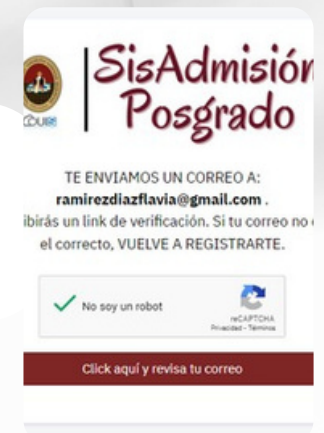 SisAdmisión
Posgrado
TE ENVIAMOS UN CORREO A:
ramirezdiazflavia@gmail.com .
ibirás un link de verificación. Si tu correo no
el correcto, VUELVE A REGISTRARTE.
No soy un robot
reCAPTCHA
Privacidad - Términos
Click aquí y revisa tu correo